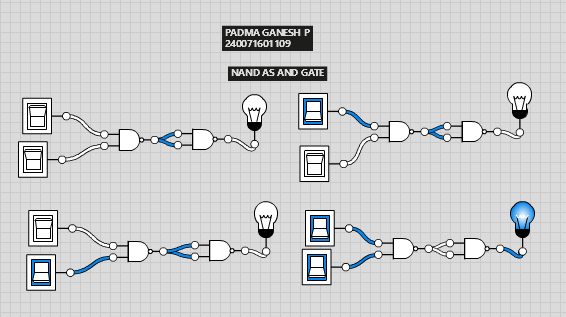 PADMA GANESH P
240071601109
NAND AS AND GATE